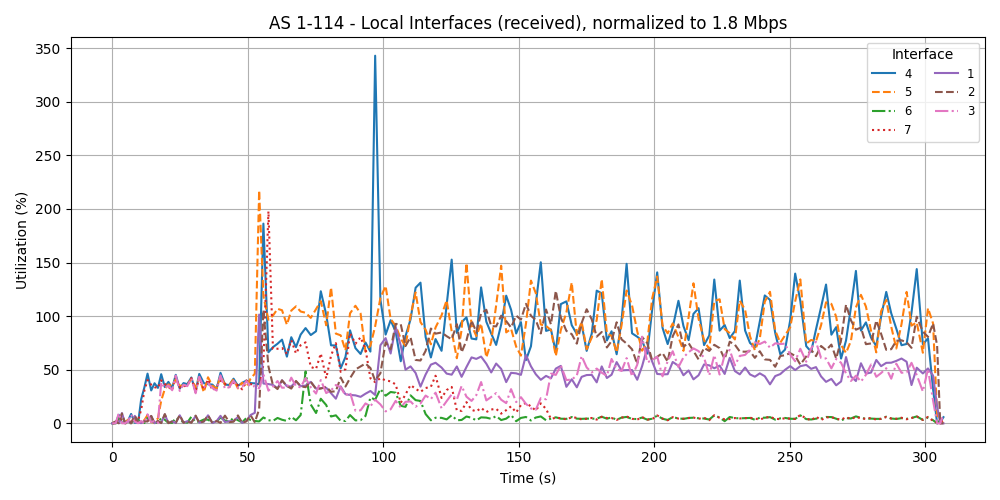 AS 1-114 - Local Interfaces (received), normalized to 1.8 Mbps
Interface
4 1
5 2
6 3
7
Utilization (%)
350
300
250
200
150
100
50
0
0 50 100 150 200 250 300
Time (s)